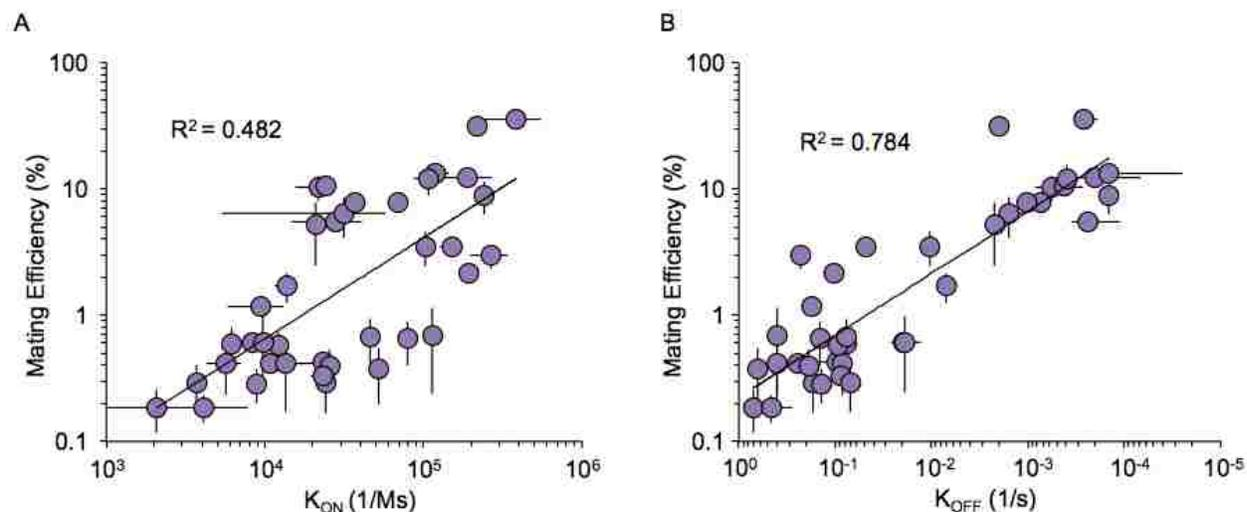 A
100
10
1
0.1
Mating Efficiency (%)
R² = 0.482
10³ 10⁴ 10⁵ 10⁶
K_ON (1/Ms)
B
100
10
1
0.1
Mating Efficiency (%)
R² = 0.784
10⁰ 10⁻¹ 10⁻² 10⁻³ 10⁻⁴ 10⁻⁵
K_OFF (1/s)